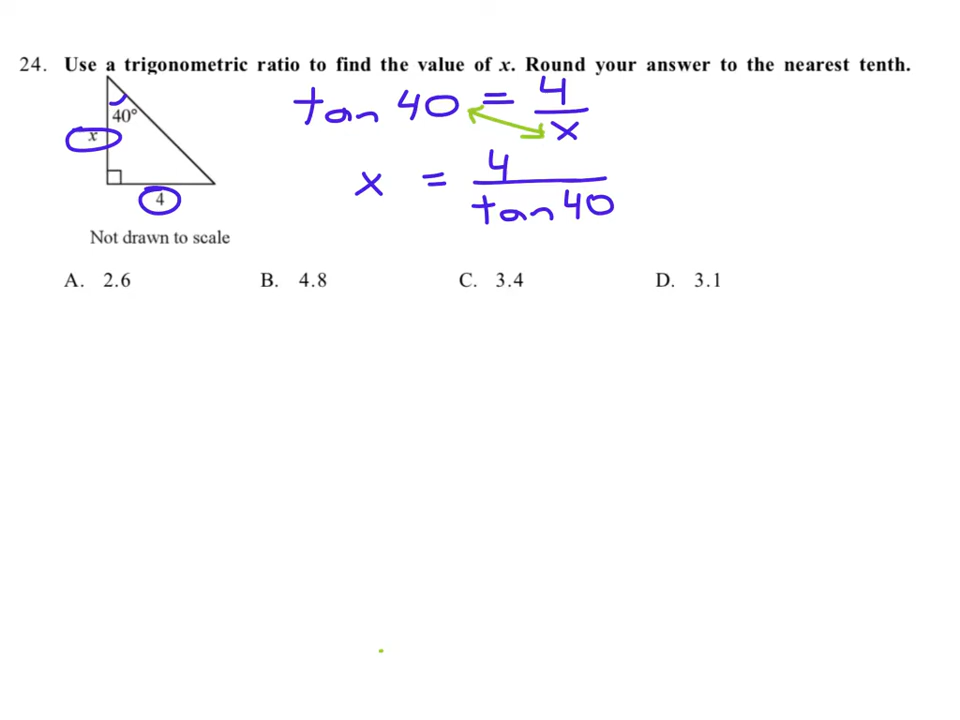 24. Use a trigonometric ratio to find the value of x. Round your answer to the nearest tenth.
tan 40 = 4/x
40°
x
x = 4/tan 40
4
Not drawn to scale
A. 2.6 B. 4.8 C. 3.4 D. 3.1